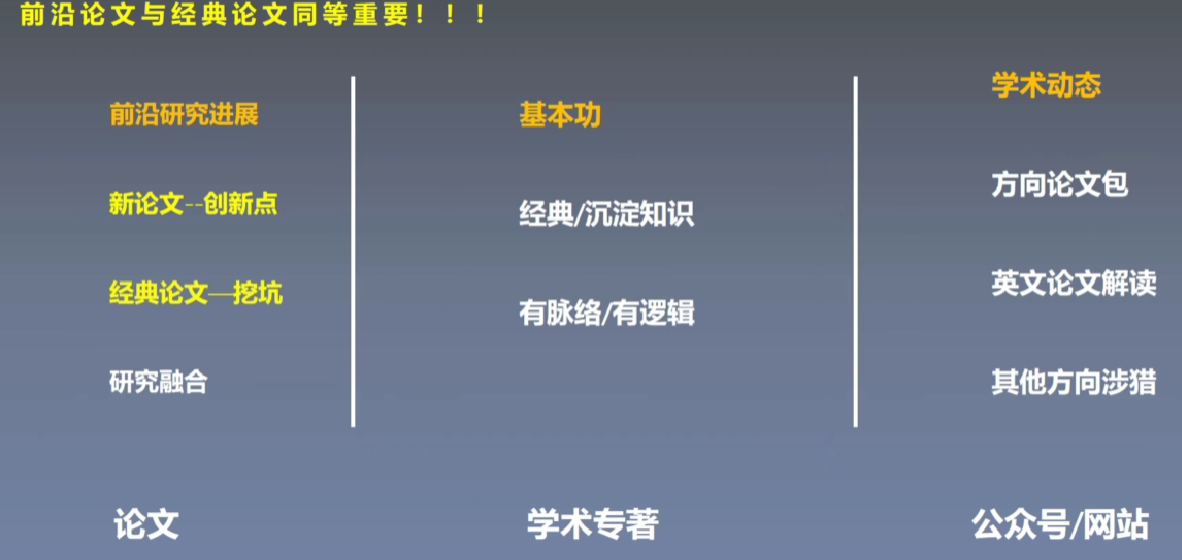 前沿论文与经典论文同等重要！！！
前沿研究进展
新论文--创新点
经典论文—挖坑
研究融合
论文
基本功
经典/沉淀知识
有脉络/有逻辑
学术专著
学术动态
方向论文包
英文论文解读
其他方向涉猎
公众号/网站